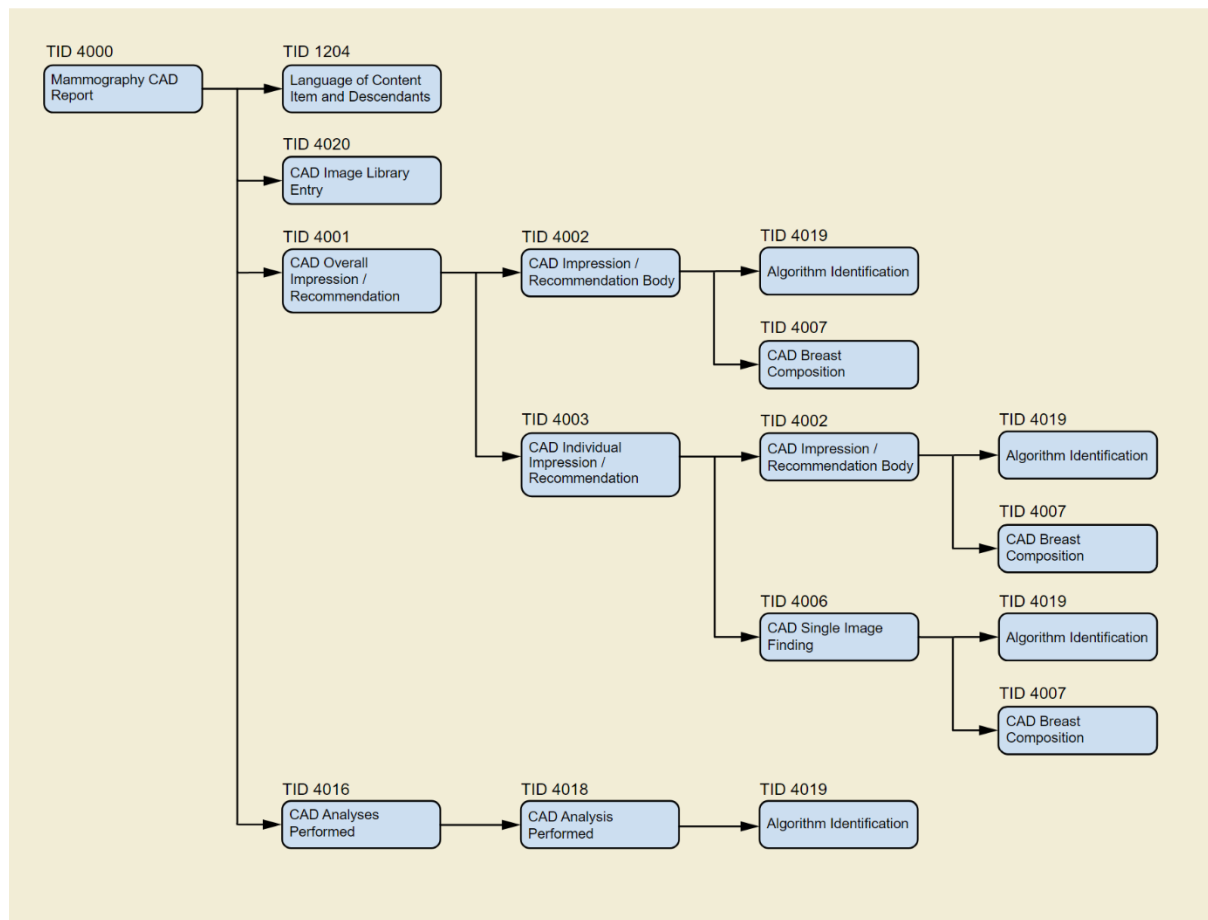 TID 4000
Mammography CAD
Report
TID 1204
Language of Content
Item and Descendants
TID 4020
CAD Image Library
Entry
TID 4001
CAD Overall
Impression /
Recommendation
TID 4002
CAD Impression /
Recommendation Body
TID 4019
Algorithm Identification
TID 4007
CAD Breast
Composition
TID 4003
CAD Individual
Impression /
Recommendation
TID 4002
CAD Impression /
Recommendation Body
TID 4019
Algorithm Identification
TID 4007
CAD Breast
Composition
TID 4006
CAD Single Image
Finding
TID 4019
Algorithm Identification
TID 4007
CAD Breast
Composition
TID 4016
CAD Analyses
Performed
TID 4018
CAD Analysis
Performed
TID 4019
Algorithm Identification